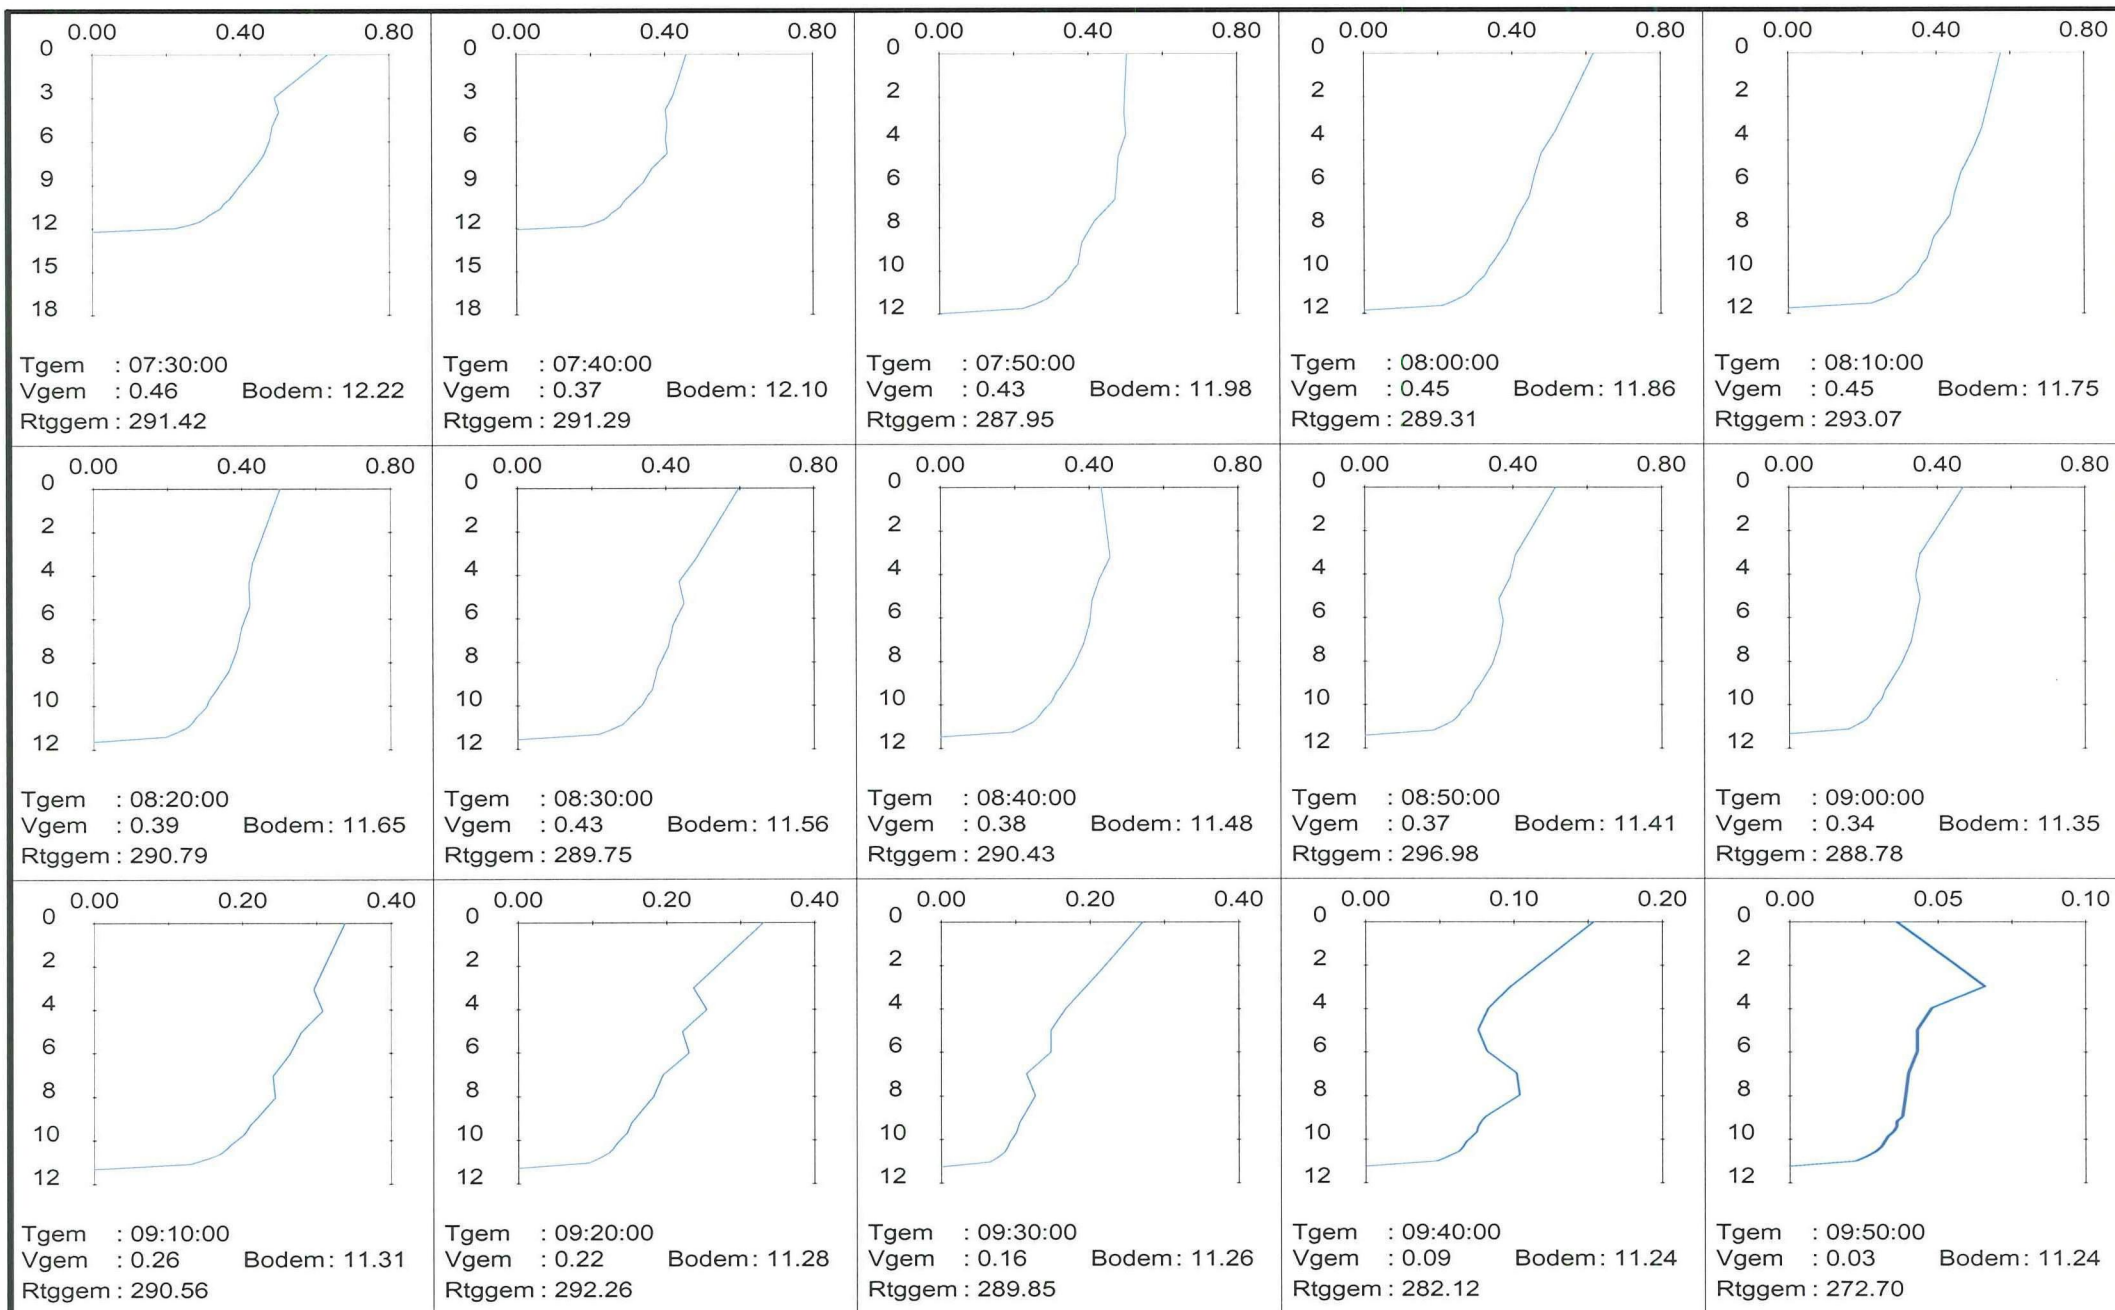 0.00 0.40 0.80
0
3
6
9
12
15
18
Tgem : 07:30:00
Vgem : 0.46 Bodem: 12.22
Rtggem : 291.42
0.00 0.40 0.80
0
3
6
9
12
15
18
Tgem : 07:40:00
Vgem : 0.37 Bodem: 12.10
Rtggem : 291.29
0.00 0.40 0.80
0
2
4
6
8
10
12
Tgem : 07:50:00
Vgem : 0.43 Bodem: 11.98
Rtggem : 287.95
0.00 0.40 0.80
0
2
4
6
8
10
12
Tgem : 08:00:00
Vgem : 0.45 Bodem: 11.86
Rtggem : 289.31
0.00 0.40 0.80
0
2
4
6
8
10
12
Tgem : 08:10:00
Vgem : 0.45 Bodem: 11.75
Rtggem : 293.07
0.00 0.40 0.80
0
2
4
6
8
10
12
Tgem : 08:20:00
Vgem : 0.39 Bodem: 11.65
Rtggem : 290.79
0.00 0.40 0.80
0
2
4
6
8
10
12
Tgem : 08:30:00
Vgem : 0.43 Bodem: 11.56
Rtggem : 289.75
0.00 0.40 0.80
0
2
4
6
8
10
12
Tgem : 08:40:00
Vgem : 0.38 Bodem: 11.48
Rtggem : 290.43
0.00 0.40 0.80
0
2
4
6
8
10
12
Tgem : 08:50:00
Vgem : 0.37 Bodem: 11.41
Rtggem : 296.98
0.00 0.40 0.80
0
2
4
6
8
10
12
Tgem : 09:00:00
Vgem : 0.34 Bodem: 11.35
Rtggem : 288.78
0.00 0.20 0.40
0
2
4
6
8
10
12
Tgem : 09:10:00
Vgem : 0.26 Bodem: 11.31
Rtggem : 290.56
0.00 0.20 0.40
0
2
4
6
8
10
12
Tgem : 09:20:00
Vgem : 0.22 Bodem: 11.28
Rtggem : 292.26
0.00 0.20 0.40
0
2
4
6
8
10
12
Tgem : 09:30:00
Vgem : 0.16 Bodem: 11.26
Rtggem : 289.85
0.00 0.10 0.20
0
2
4
6
8
10
12
Tgem : 09:40:00
Vgem : 0.09 Bodem: 11.24
Rtggem : 282.12
0.00 0.05 0.10
0
2
4
6
8
10
12
Tgem : 09:50:00
Vgem : 0.03 Bodem: 11.24
Rtggem : 272.70